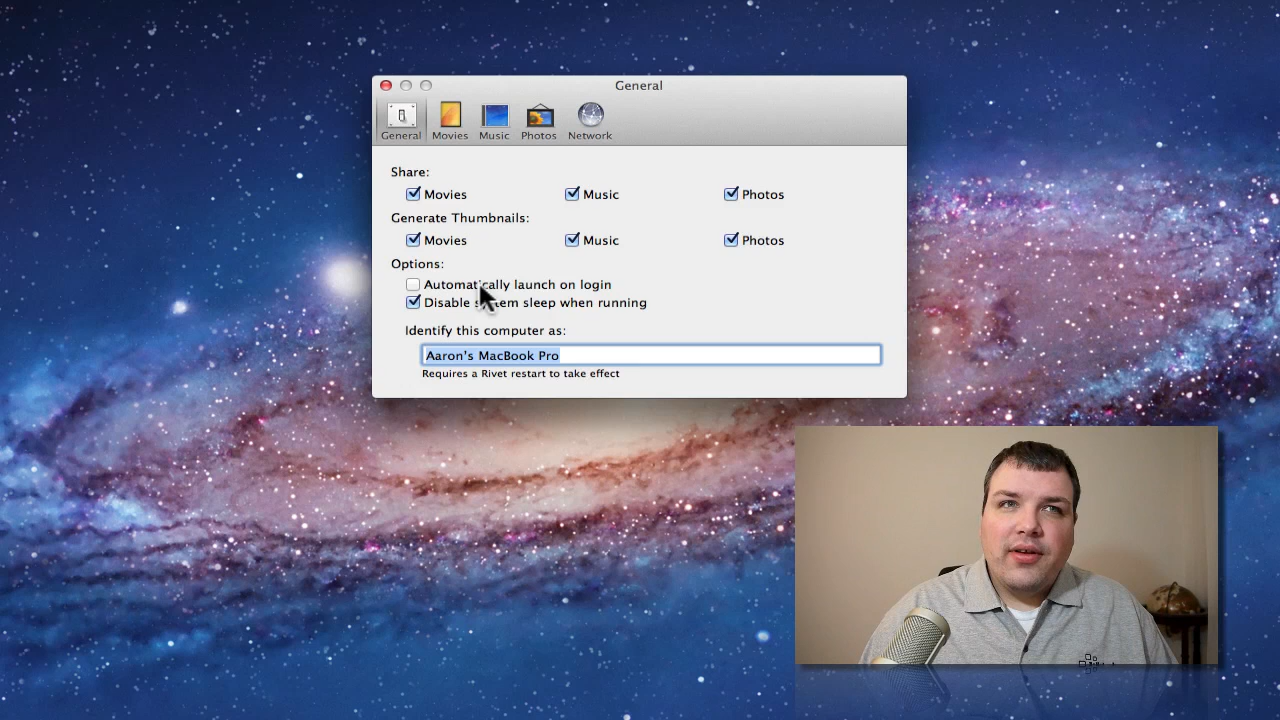 General
General Movies Music Photos Network
Share:
Movies Music Photos
Generate Thumbnails:
Movies Music Photos
Options:
Automatically launch on login
Disable system sleep when running
Identify this computer as:
Aaron's MacBook Pro
Requires a Rivet restart to take effect